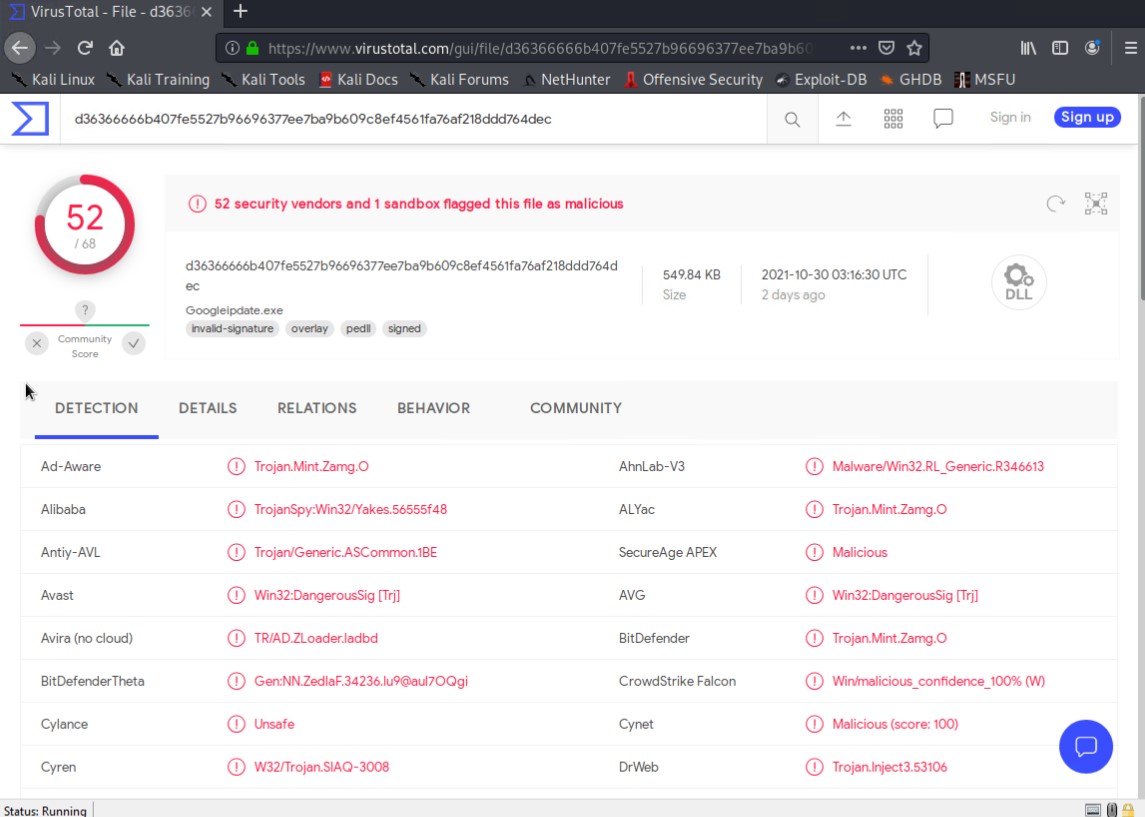 VirusTotal - File - d3636
https://www.virustotal.com/gui/file/d36366666b407fe5527b96696377ee7ba9b60
Kali Linux Kali Training Kali Tools Kali Docs Kali Forums NetHunter Offensive Security Exploit-DB GHDB MSFU
d36366666b407fe5527b96696377ee7ba9b609c8ef4561fa76af218ddd764dec
Sign in
Sign up
52
/ 68
52 security vendors and 1 sandbox flagged this file as malicious
d36366666b407fe5527b96696377ee7ba9b609c8ef4561fa76af218ddd764d
ec
Googleipdate.exe
invalid-signature overlay pedll signed
549.84 KB
Size
2021-10-30 03:16:30 UTC
2 days ago
DLL
?
Community
Score
DETECTION DETAILS RELATIONS BEHAVIOR COMMUNITY
Ad-Aware Trojan.Mint.Zamg.O AhnLab-V3 Malware/Win32.RL_Generic.R346613
Alibaba TrojanSpy:Win32/Yakes.56555f48 ALYac Trojan.Mint.Zamg.O
Antiy-AVL Trojan/Generic.ASCommon.1BE SecureAge APEX Malicious
Avast Win32:DangerousSig [Trj] AVG Win32:DangerousSig [Trj]
Avira (no cloud) TR/AD.ZLoader.ladbd BitDefender Trojan.Mint.Zamg.O
BitDefenderTheta Gen:NN.ZedlaF.34236.Iu9@aul7OQgi CrowdStrike Falcon Win/malicious_confidence_100% (W)
Cylance Unsafe Cynet Malicious (score: 100)
Cyren W32/Trojan.SIAQ-3008 DrWeb Trojan.Inject3.53106
Status: Running